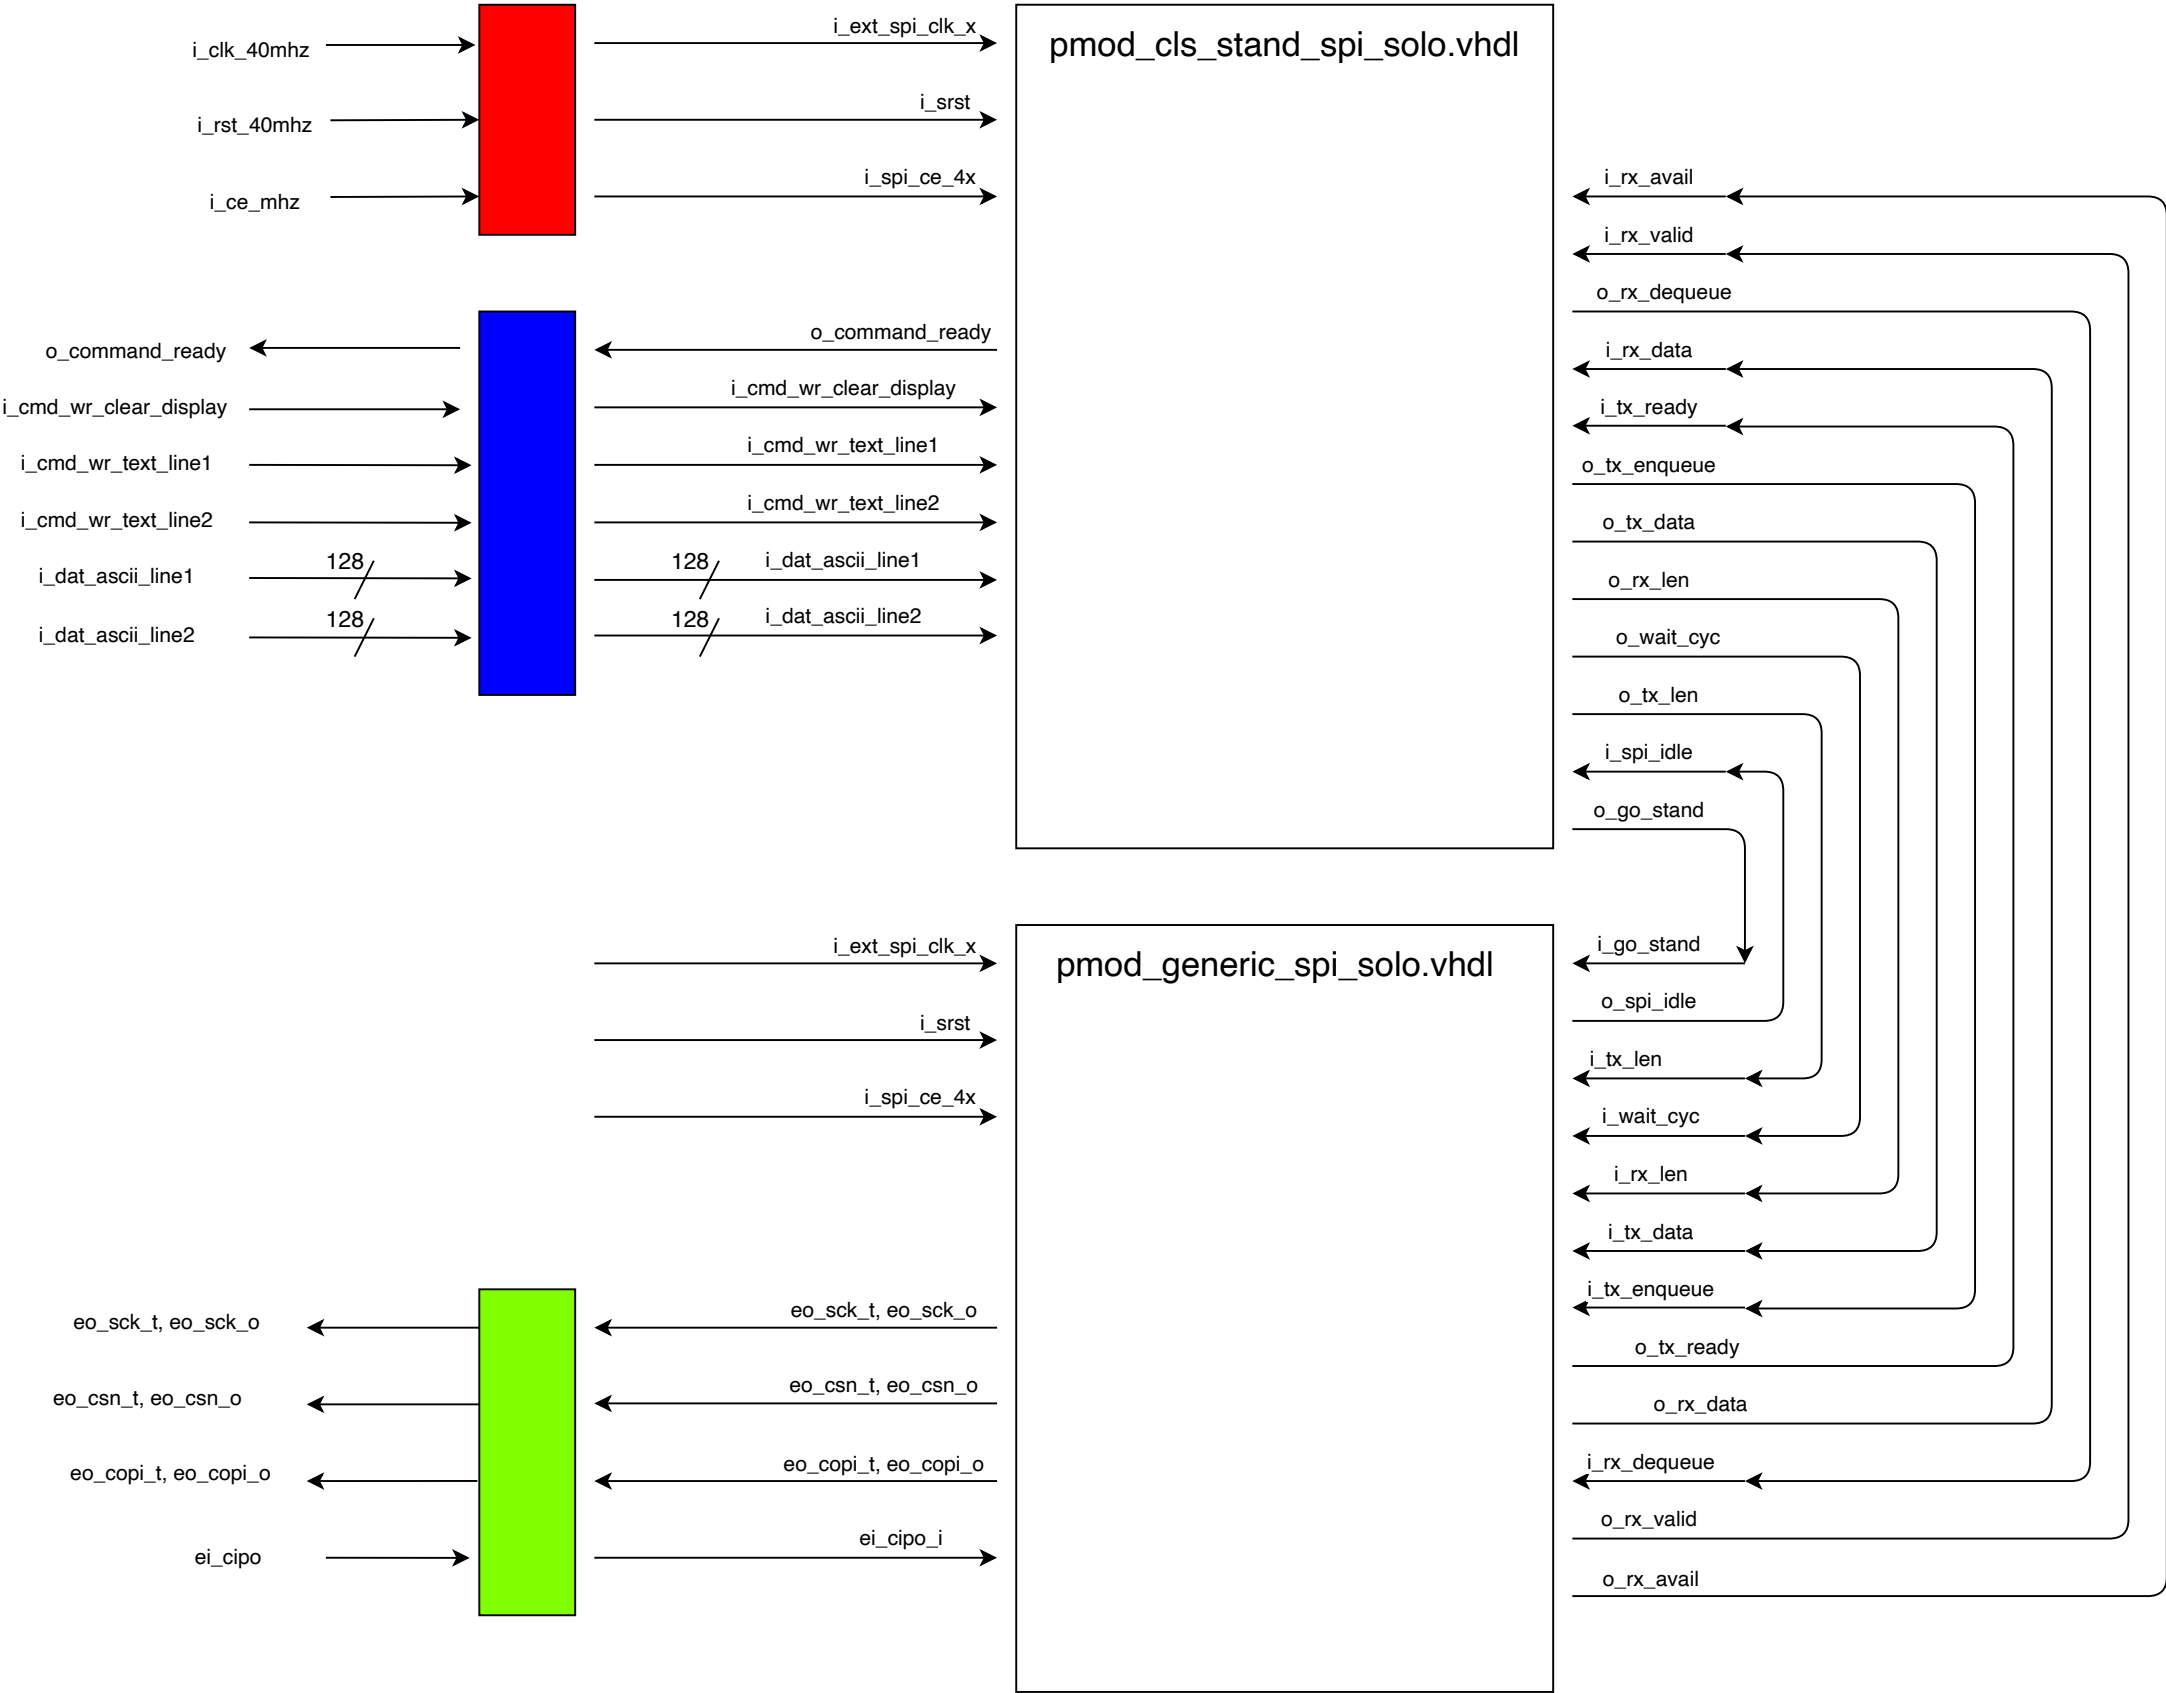 i_clk_40mhz
i_rst_40mhz
i_ce_mhz
i_ext_spi_clk_x
i_srst
i_spi_ce_4x
pmod_cls_stand_spi_solo.vhdl
o_command_ready
i_cmd_wr_clear_display
i_cmd_wr_text_line1
i_cmd_wr_text_line2
i_dat_ascii_line1
128
i_dat_ascii_line2
128
o_command_ready
i_cmd_wr_clear_display
i_cmd_wr_text_line1
i_cmd_wr_text_line2
128
i_dat_ascii_line1
128
i_dat_ascii_line2
i_rx_avail
i_rx_valid
o_rx_dequeue
i_rx_data
i_tx_ready
o_tx_enqueue
o_tx_data
o_rx_len
o_wait_cyc
o_tx_len
i_spi_idle
o_go_stand
i_ext_spi_clk_x
i_srst
i_spi_ce_4x
pmod_generic_spi_solo.vhdl
eo_sck_t, eo_sck_o
eo_csn_t, eo_csn_o
eo_copi_t, eo_copi_o
ei_cipo
eo_sck_t, eo_sck_o
eo_csn_t, eo_csn_o
eo_copi_t, eo_copi_o
ei_cipo_i
i_go_stand
o_spi_idle
i_tx_len
i_wait_cyc
i_rx_len
i_tx_data
i_tx_enqueue
o_tx_ready
o_rx_data
i_rx_dequeue
o_rx_valid
o_rx_avail